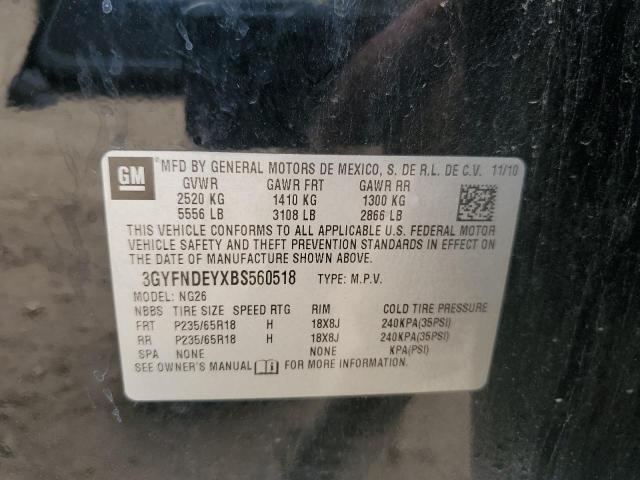 GM ® MFD BY GENERAL MOTORS DE MEXICO, S. DE R.L. DE C.V. 11/10
GVWR GAWR FRT GAWR RR
2520 KG 1410 KG 1300 KG
5556 LB 3108 LB 2866 LB
THIS VEHICLE CONFORMS TO ALL APPLICABLE U.S. FEDERAL MOTOR
VEHICLE SAFETY AND THEFT PREVENTION STANDARDS IN EFFECT ON
THE DATE OF MANUFACTURE SHOWN ABOVE.
3GYFNDEYXBS560518 TYPE: M.P.V.
MODEL: NG26
NBBS TIRE SIZE SPEED RTG RIM COLD TIRE PRESSURE
FRT P235/65R18 H 18X8J 240KPA(35PSI)
RR P235/65R18 H 18X8J 240KPA(35PSI)
SPA NONE NONE KPA(PSI)
SEE OWNER'S MANUAL FOR MORE INFORMATION.